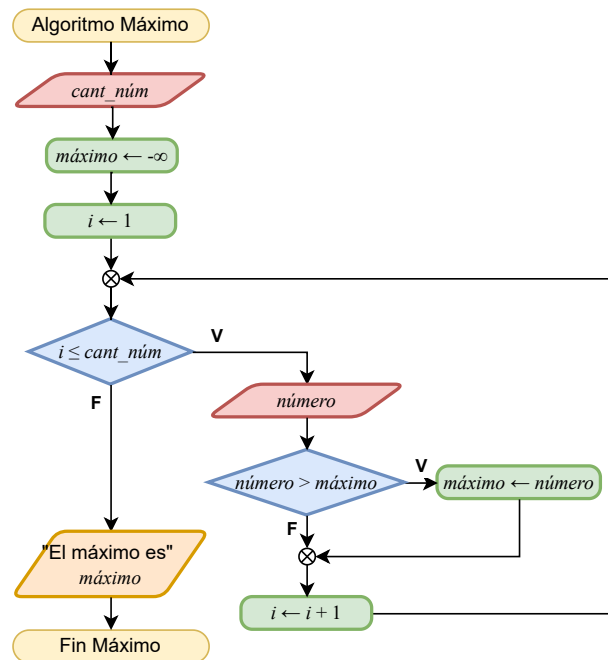 Algoritmo Máximo
cant_núm
máximo ← -∞
i ← 1
i ≤ cant_núm
V
F
número
número > máximo
V
máximo ← número
F
i ← i + 1
"El máximo es"
máximo
Fin Máximo